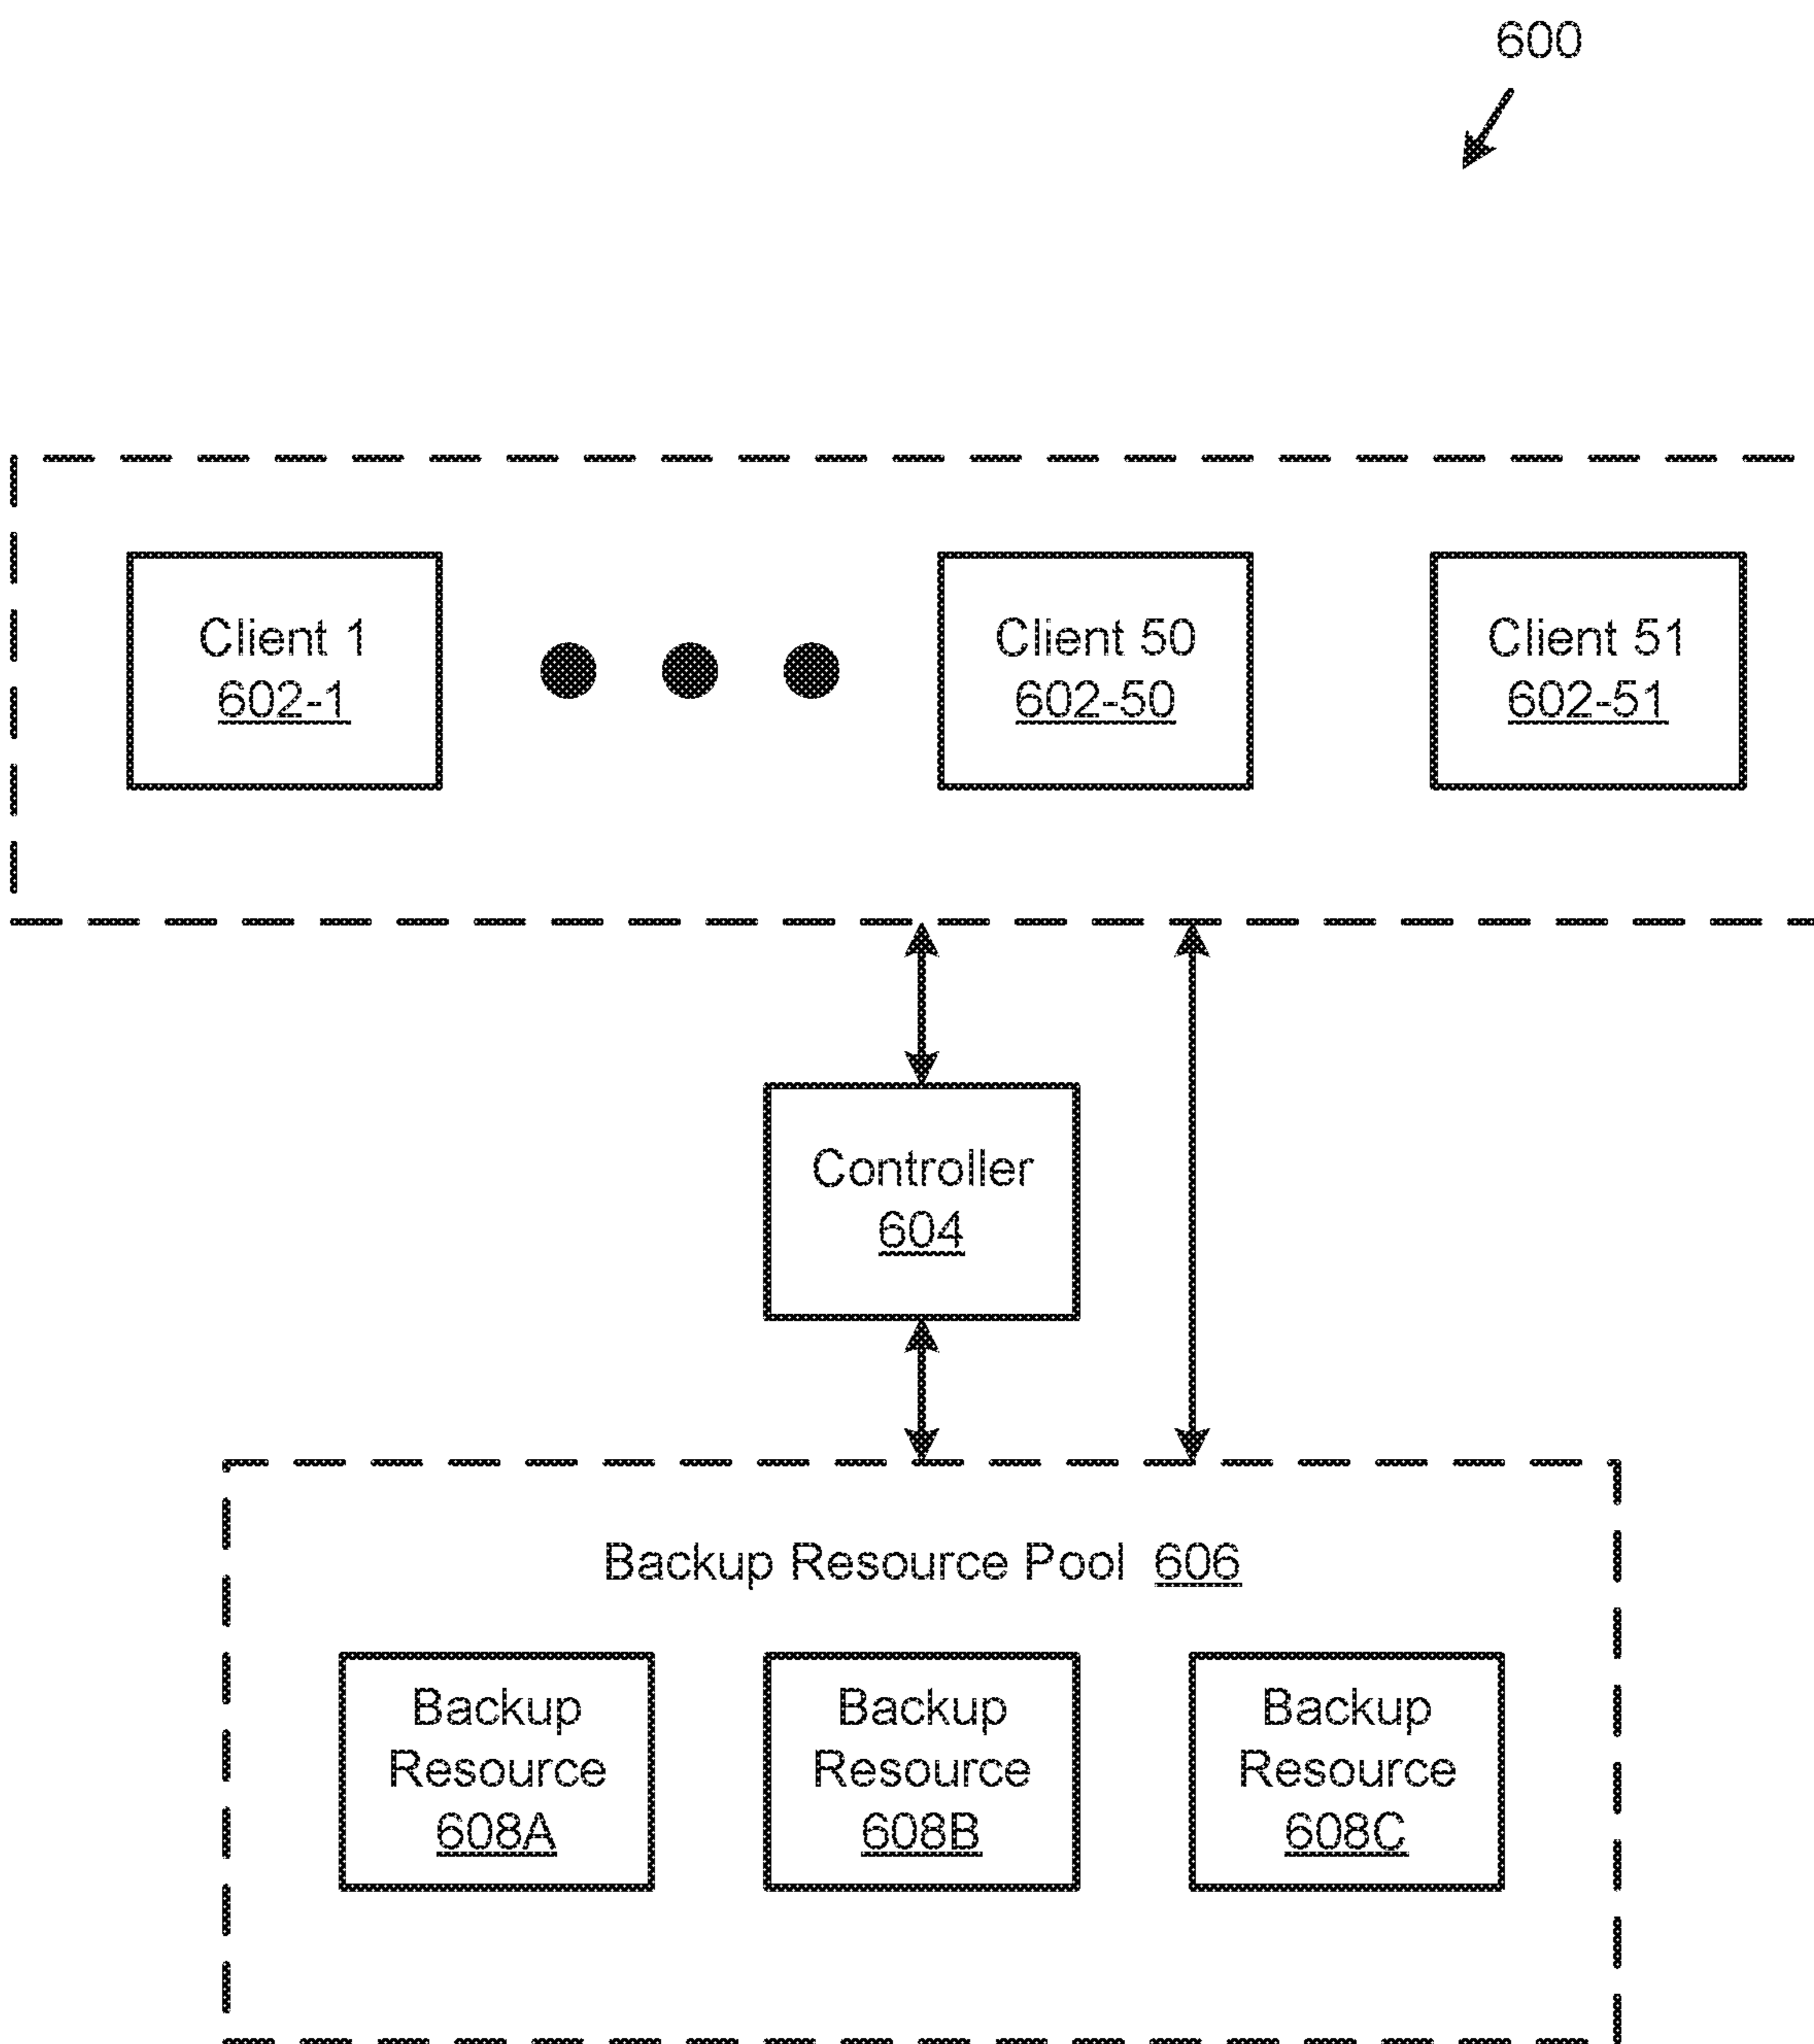 600
Client 1
602-1
Client 50
602-50
Client 51
602-51
Controller
604
Backup Resource Pool 606
Backup
Resource
608A
Backup
Resource
608B
Backup
Resource
608C